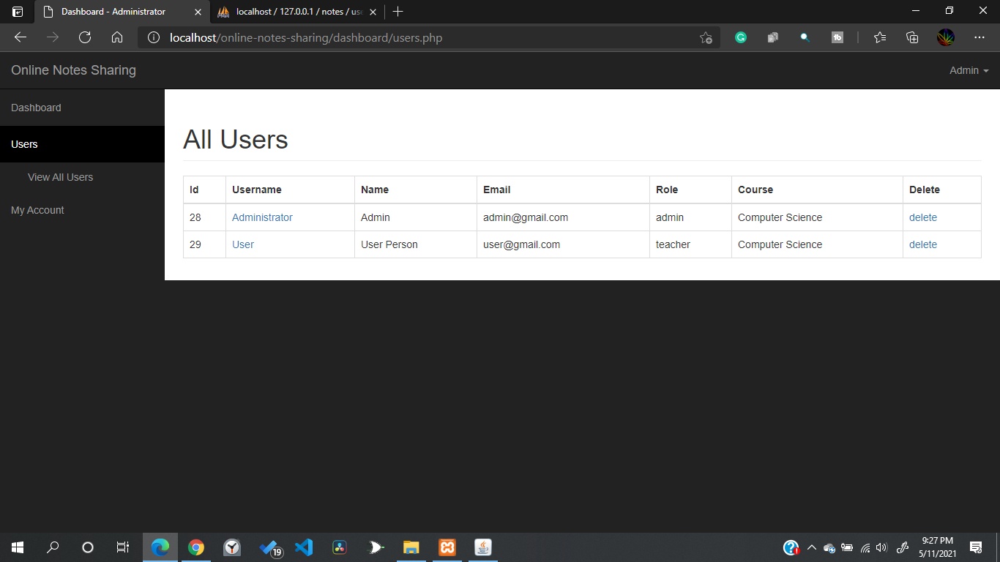 Dashboard - Administrator
localhost / 127.0.0.1 / notes / use
localhost/online-notes-sharing/dashboard/users.php
Online Notes Sharing
Admin
Dashboard
Users
View All Users
My Account
All Users
Id Username Name Email Role Course Delete
28 Administrator Admin admin@gmail.com admin Computer Science delete
29 User User Person user@gmail.com teacher Computer Science delete
19
9:27 PM
5/11/2021